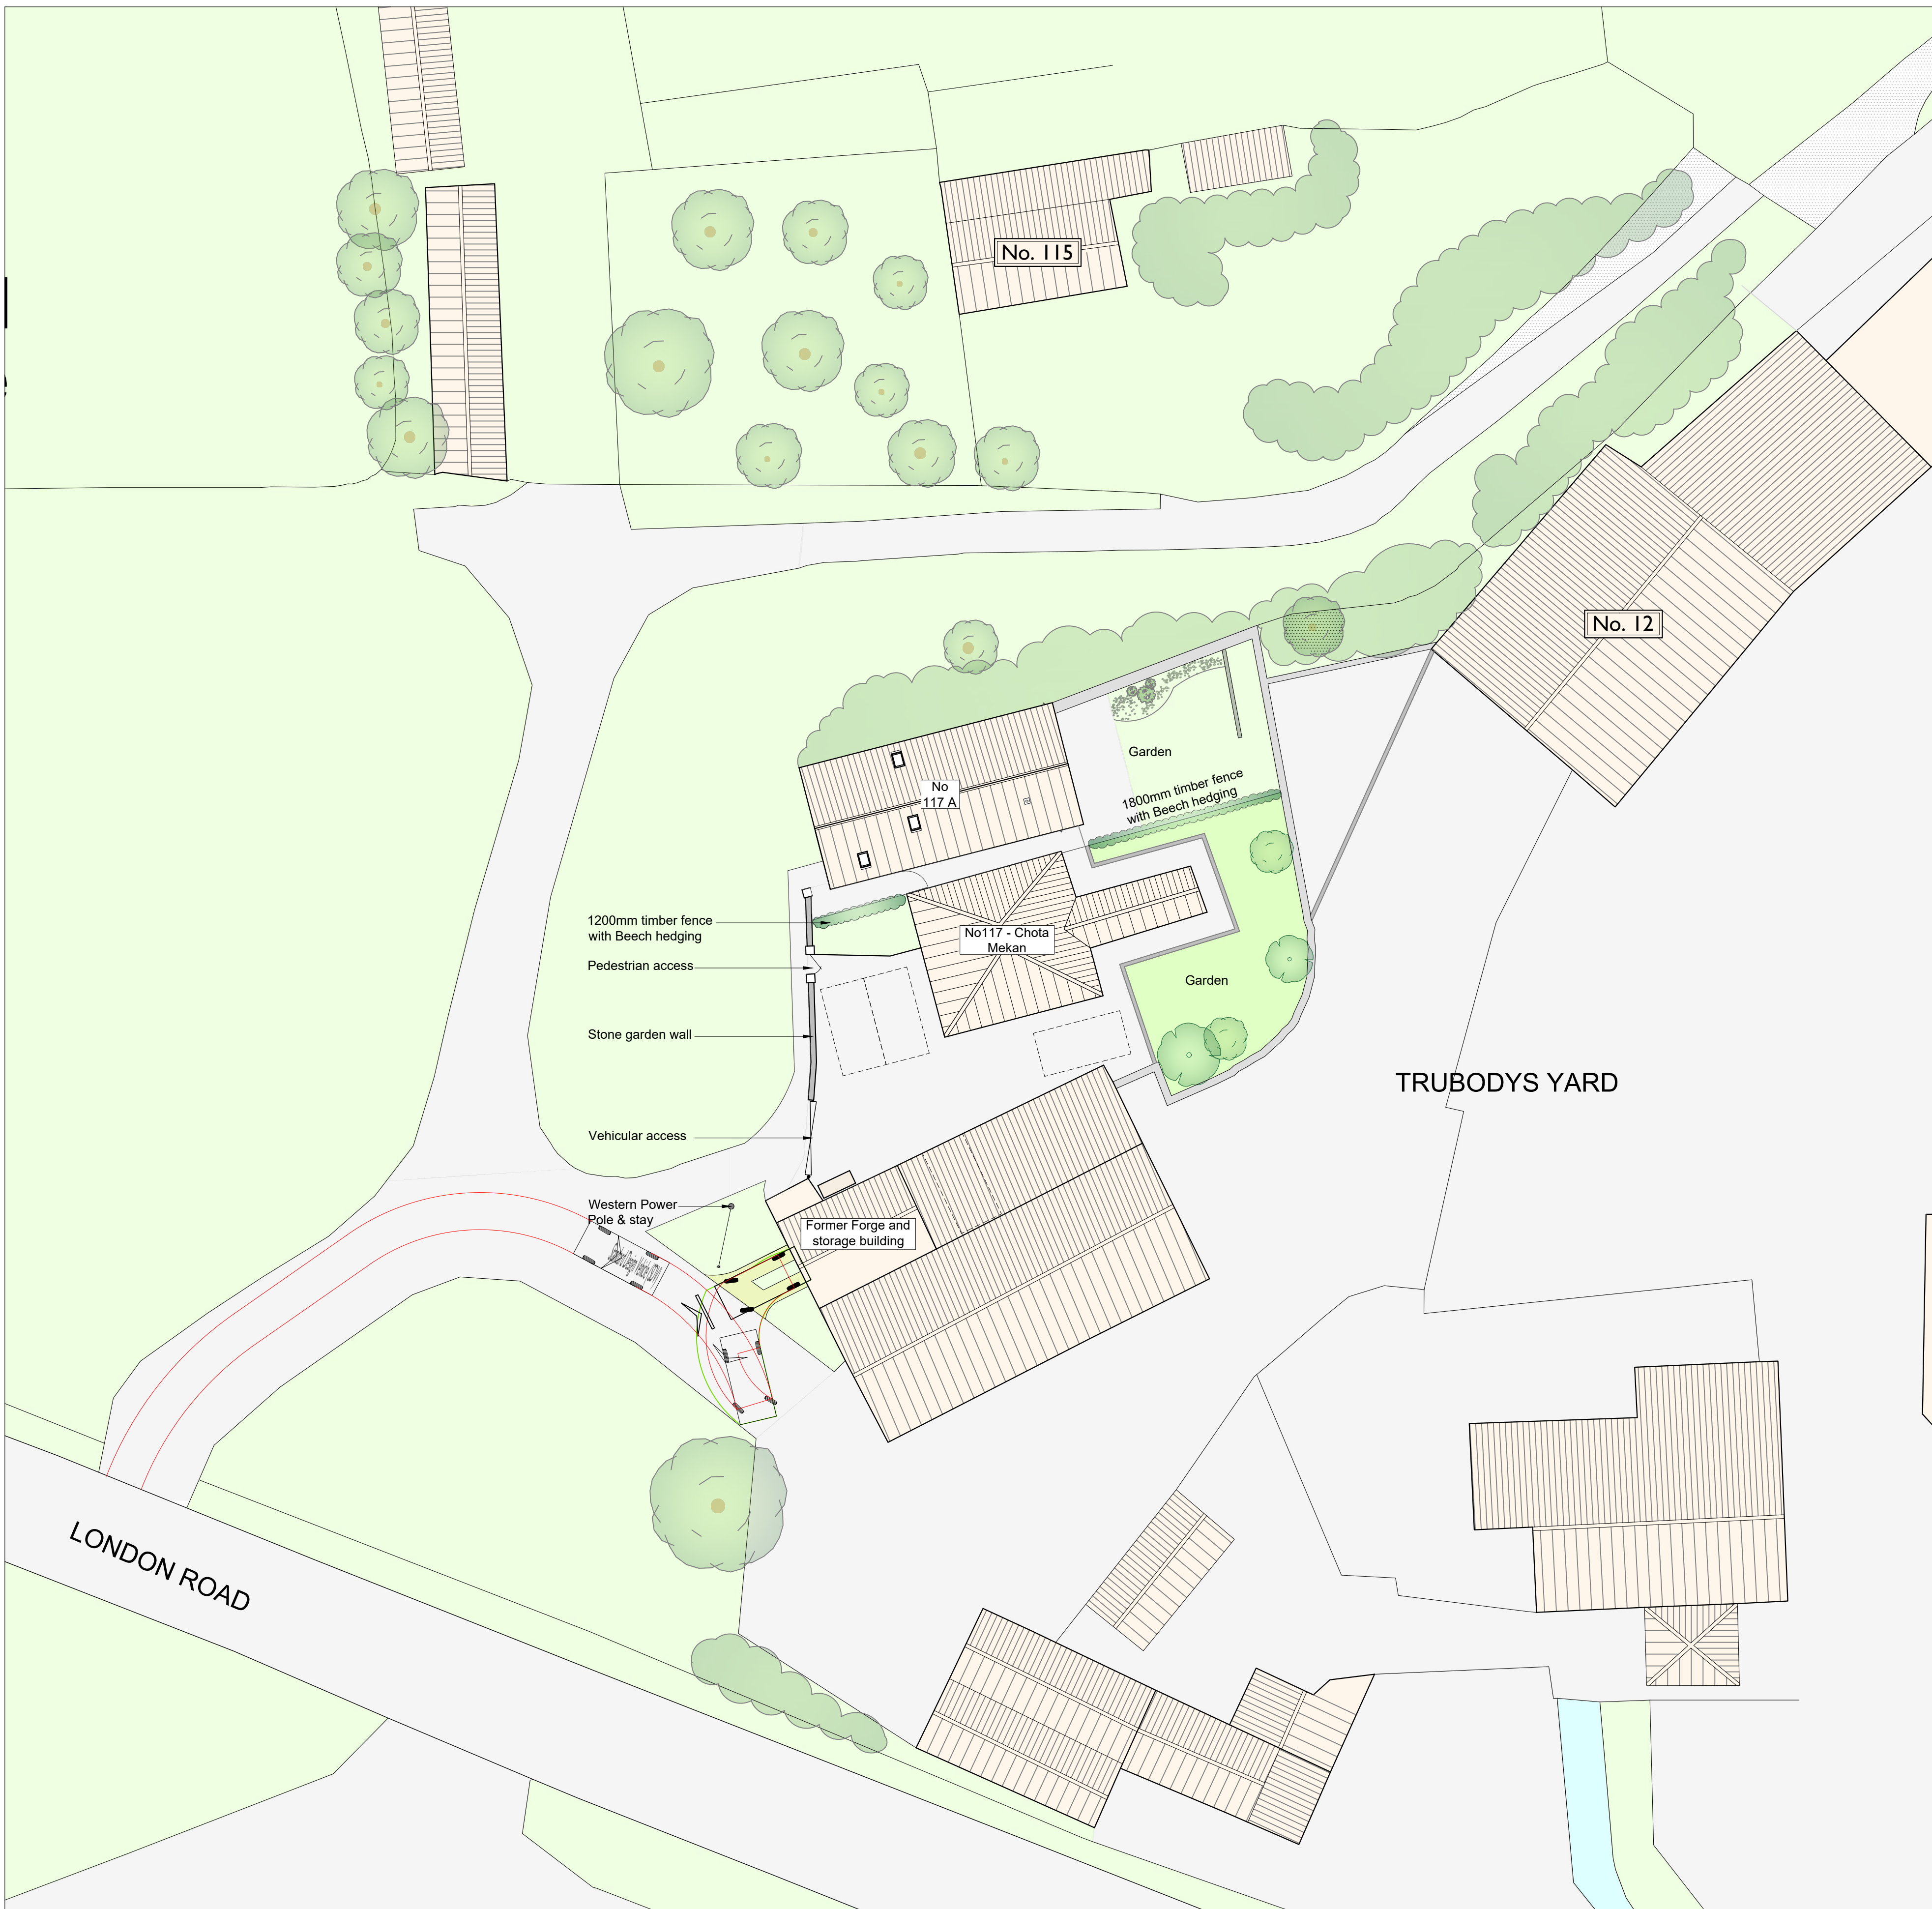 No. 115
No. 12
Garden
No
117 A
1800mm timber fence
with Beech hedging
1200mm timber fence
with Beech hedging
No117 - Chota
Mekan
Pedestrian access
Garden
Stone garden wall
TRUBODYS YARD
Vehicular access
Western Power
Pole & stay
Former Forge and
storage building
LONDON ROAD